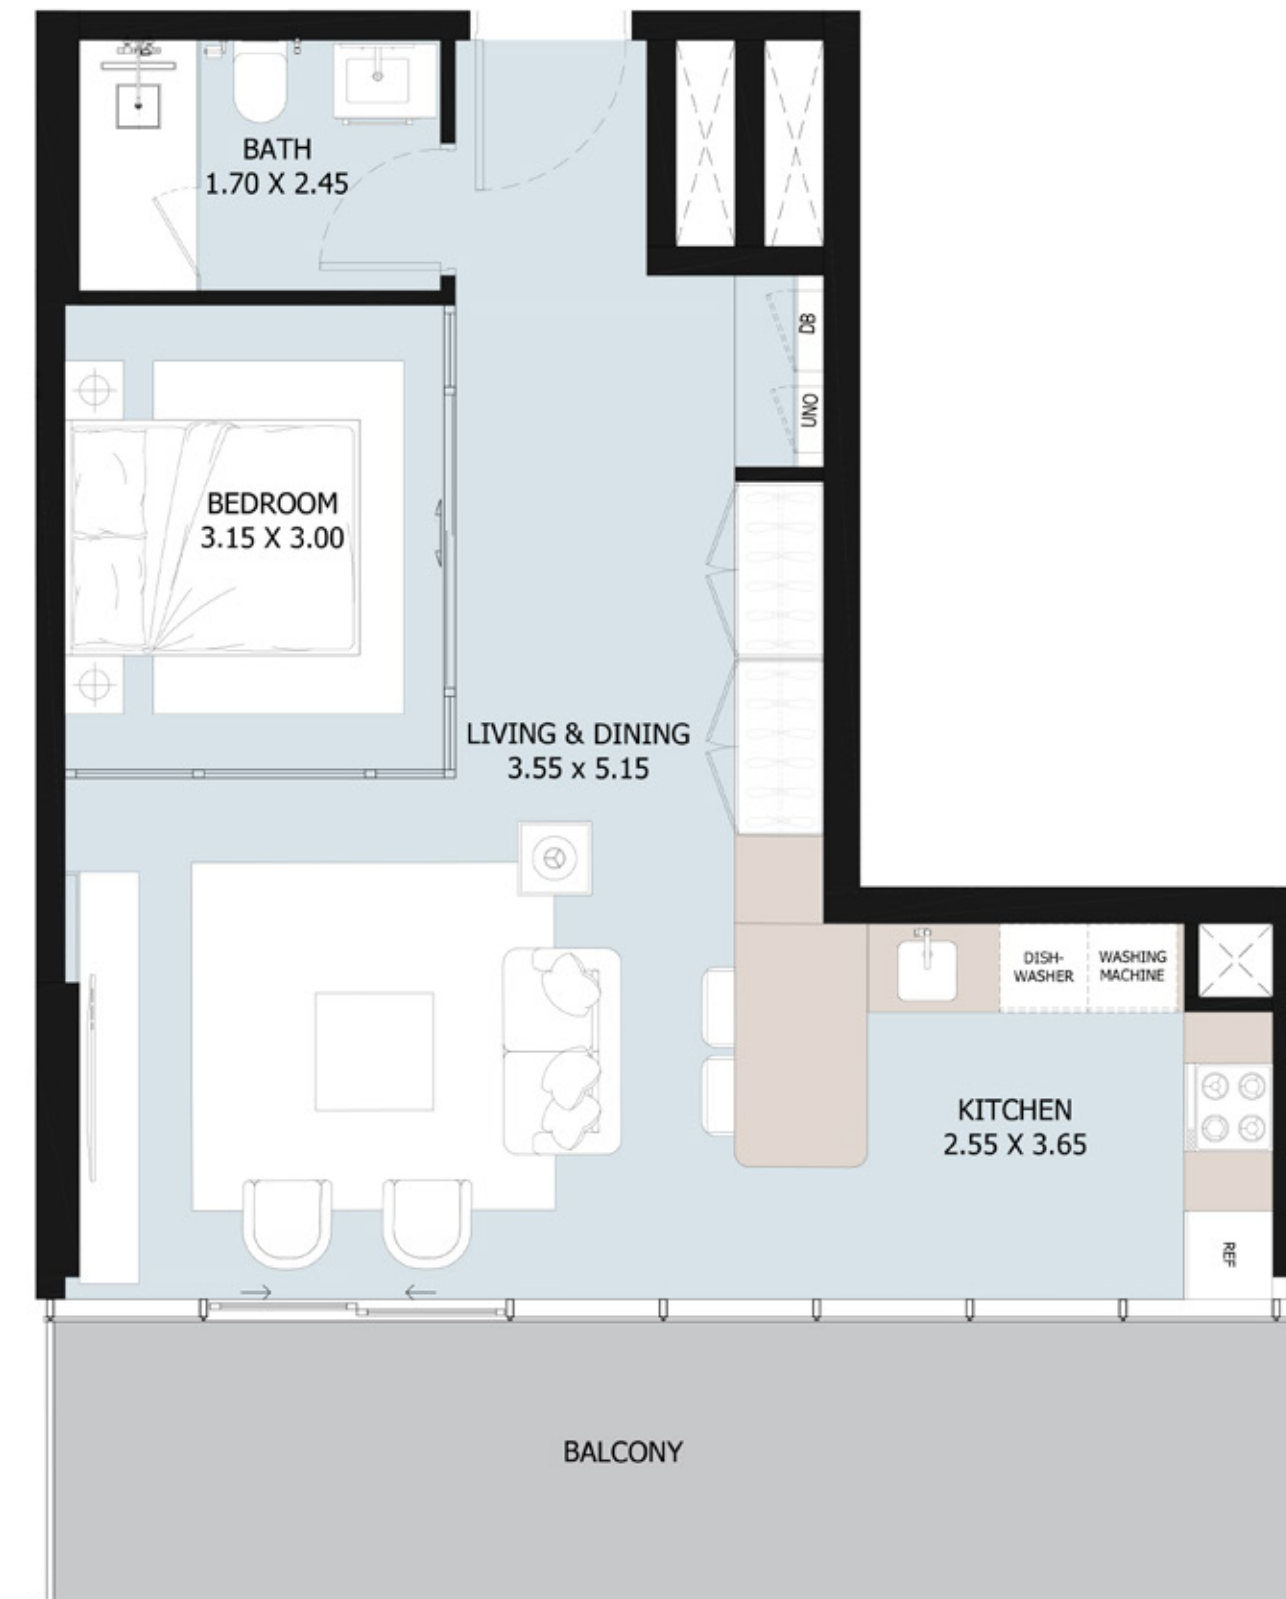 BATH
1.70 X 2.45
DB
UNO
BEDROOM
3.15 X 3.00
LIVING & DINING
3.55 x 5.15
DISH-
WASHER
WASHING
MACHINE
KITCHEN
2.55 X 3.65
REF
BALCONY